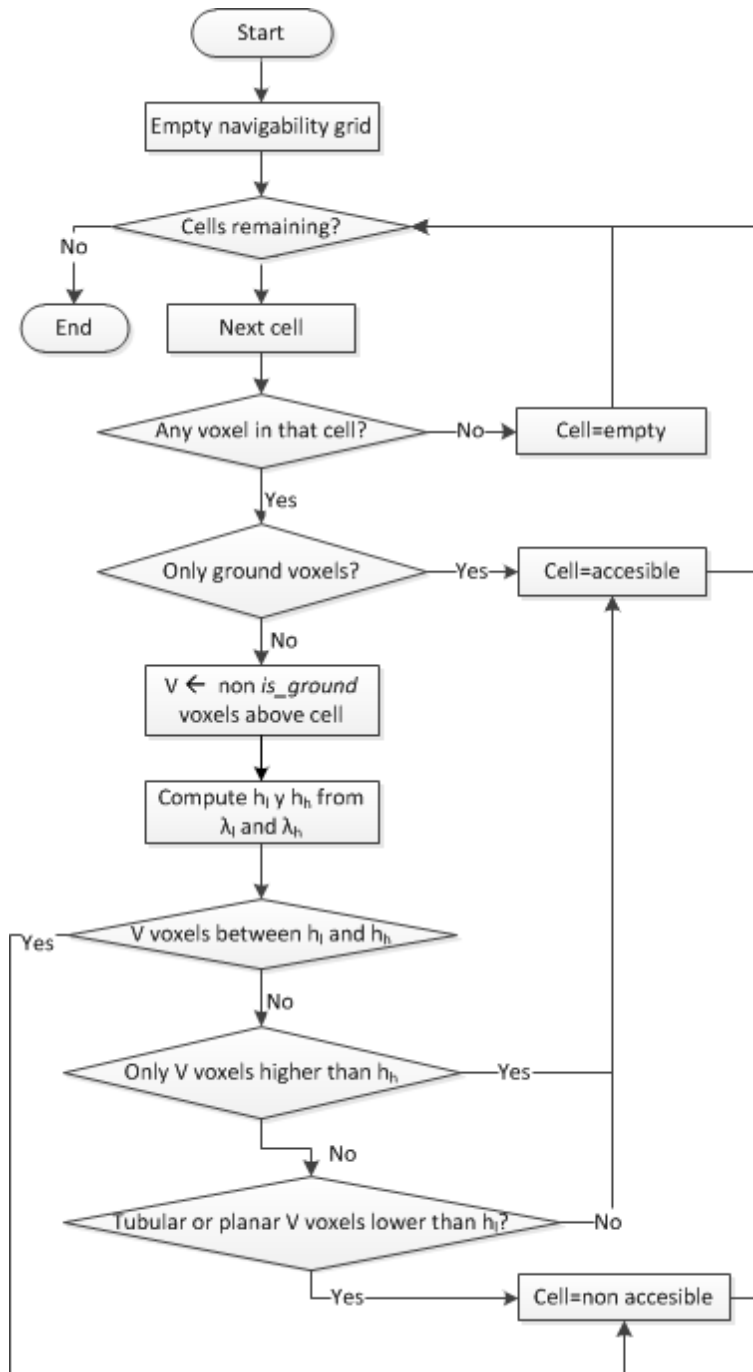 Start
Empty navigability grid
Cells remaining?
No
End
Next cell
Any voxel in that cell?
No
Cell=empty
Yes
Only ground voxels?
Yes
Cell=accesible
No
V ← non is_ground
voxels above cell
Compute hₗ y hₕ from
λₗ and λₕ
V voxels between hₗ and hₕ
Yes
No
Only V voxels higher than hₕ
Yes
No
Tubular or planar V voxels lower than hₗ?
No
Yes
Cell=non accesible